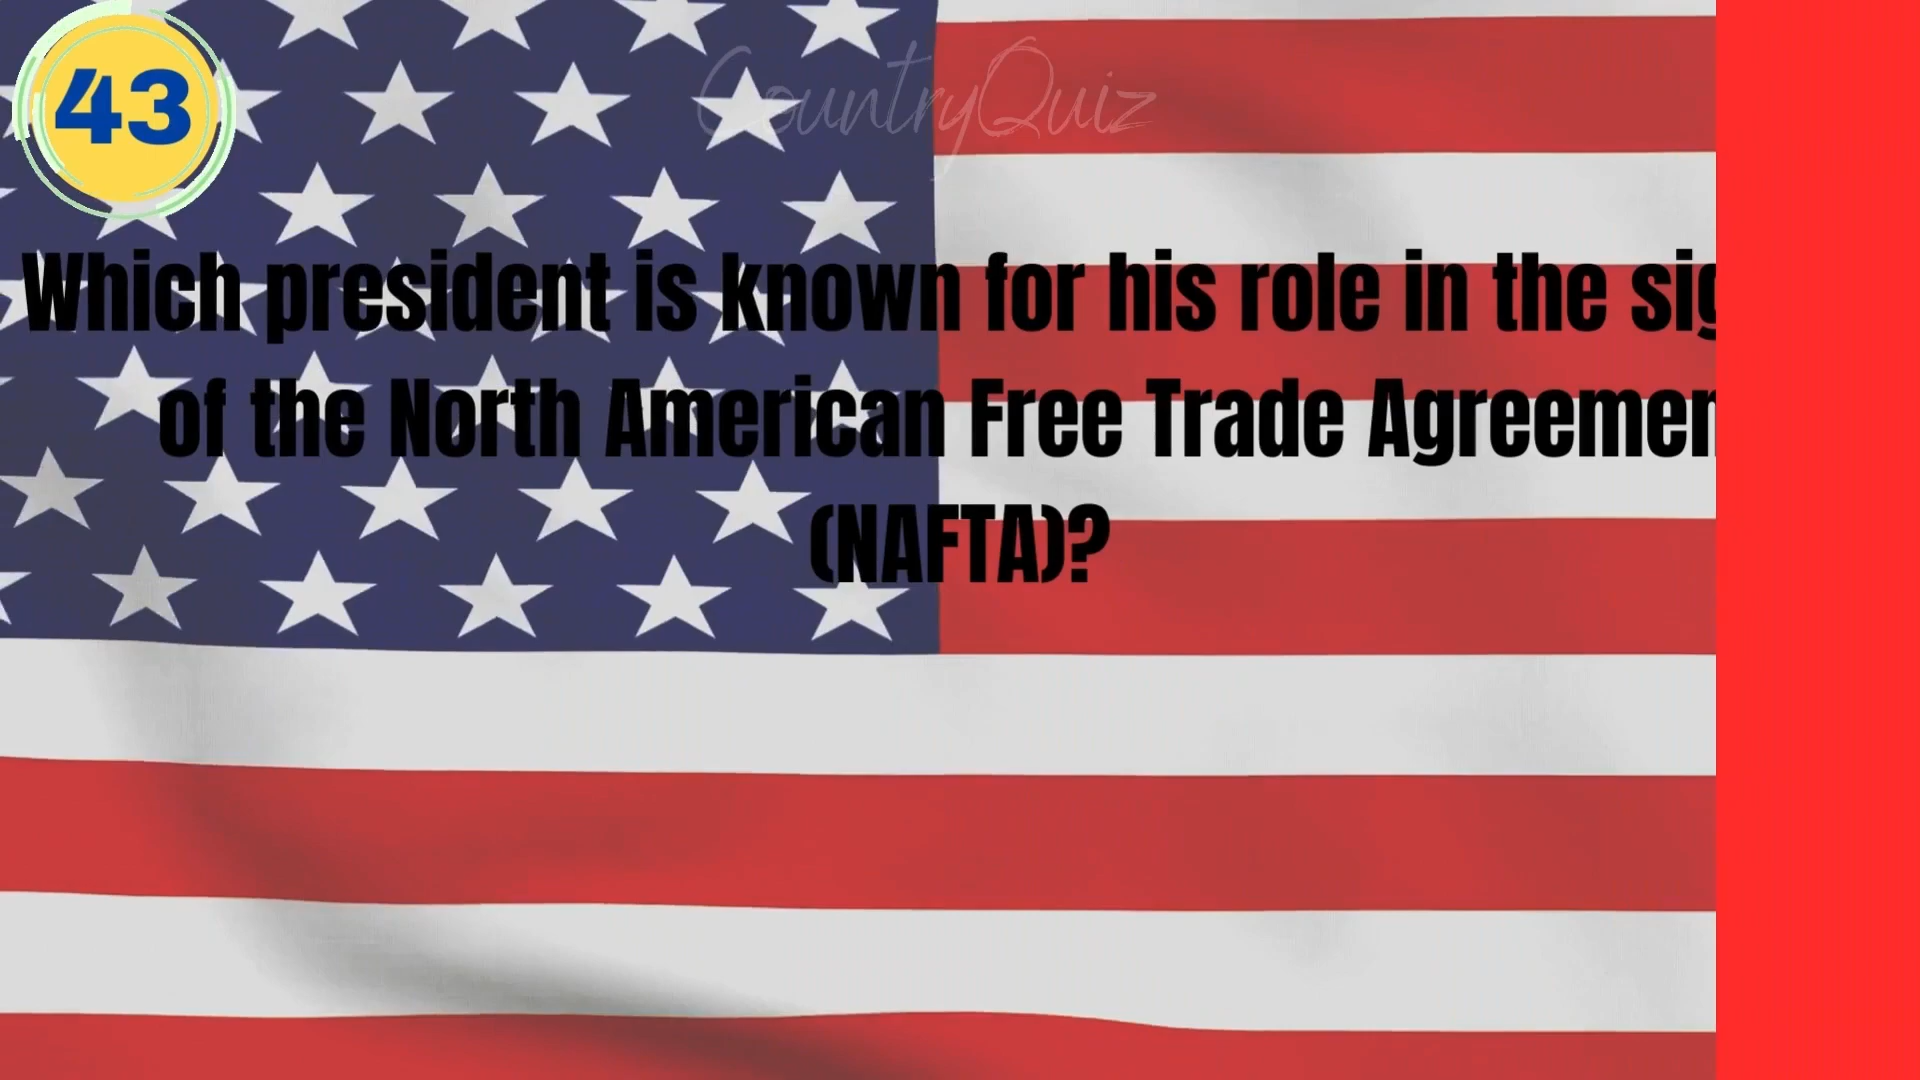 43
CountryQuiz
Which president is known for his role in the
of the North American Free Trade
(NAFTA)?